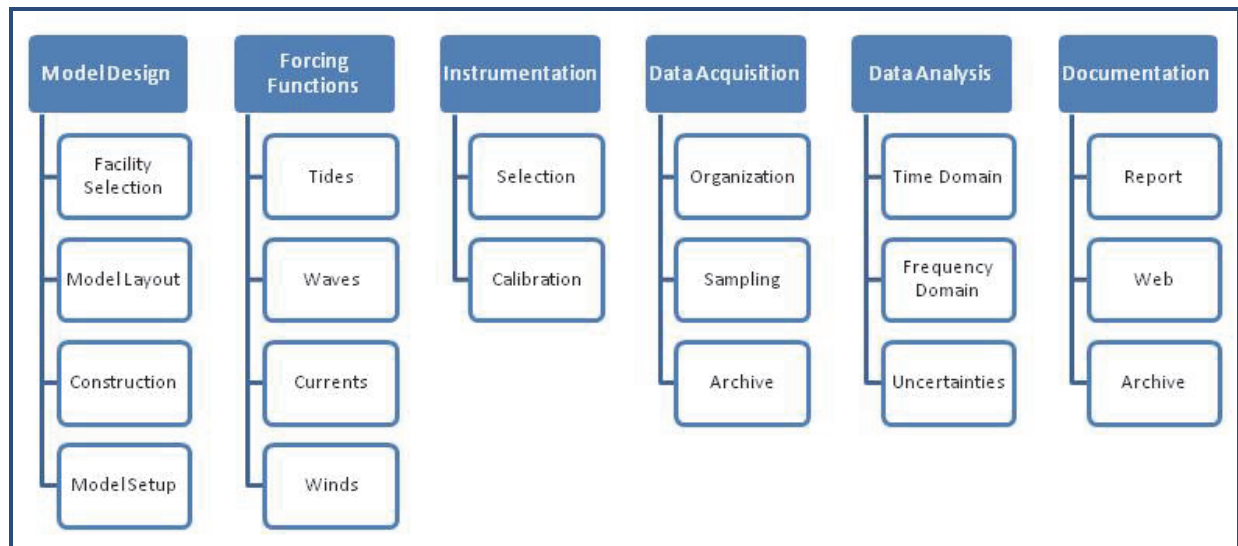 Model Design
Facility
Selection
Model Layout
Construction
Model Setup
Forcing
Functions
Tides
Waves
Currents
Winds
Instrumentation
Selection
Calibration
Data Acquisition
Organization
Sampling
Archive
Data Analysis
Time Domain
Frequency
Domain
Uncertainties
Documentation
Report
Web
Archive